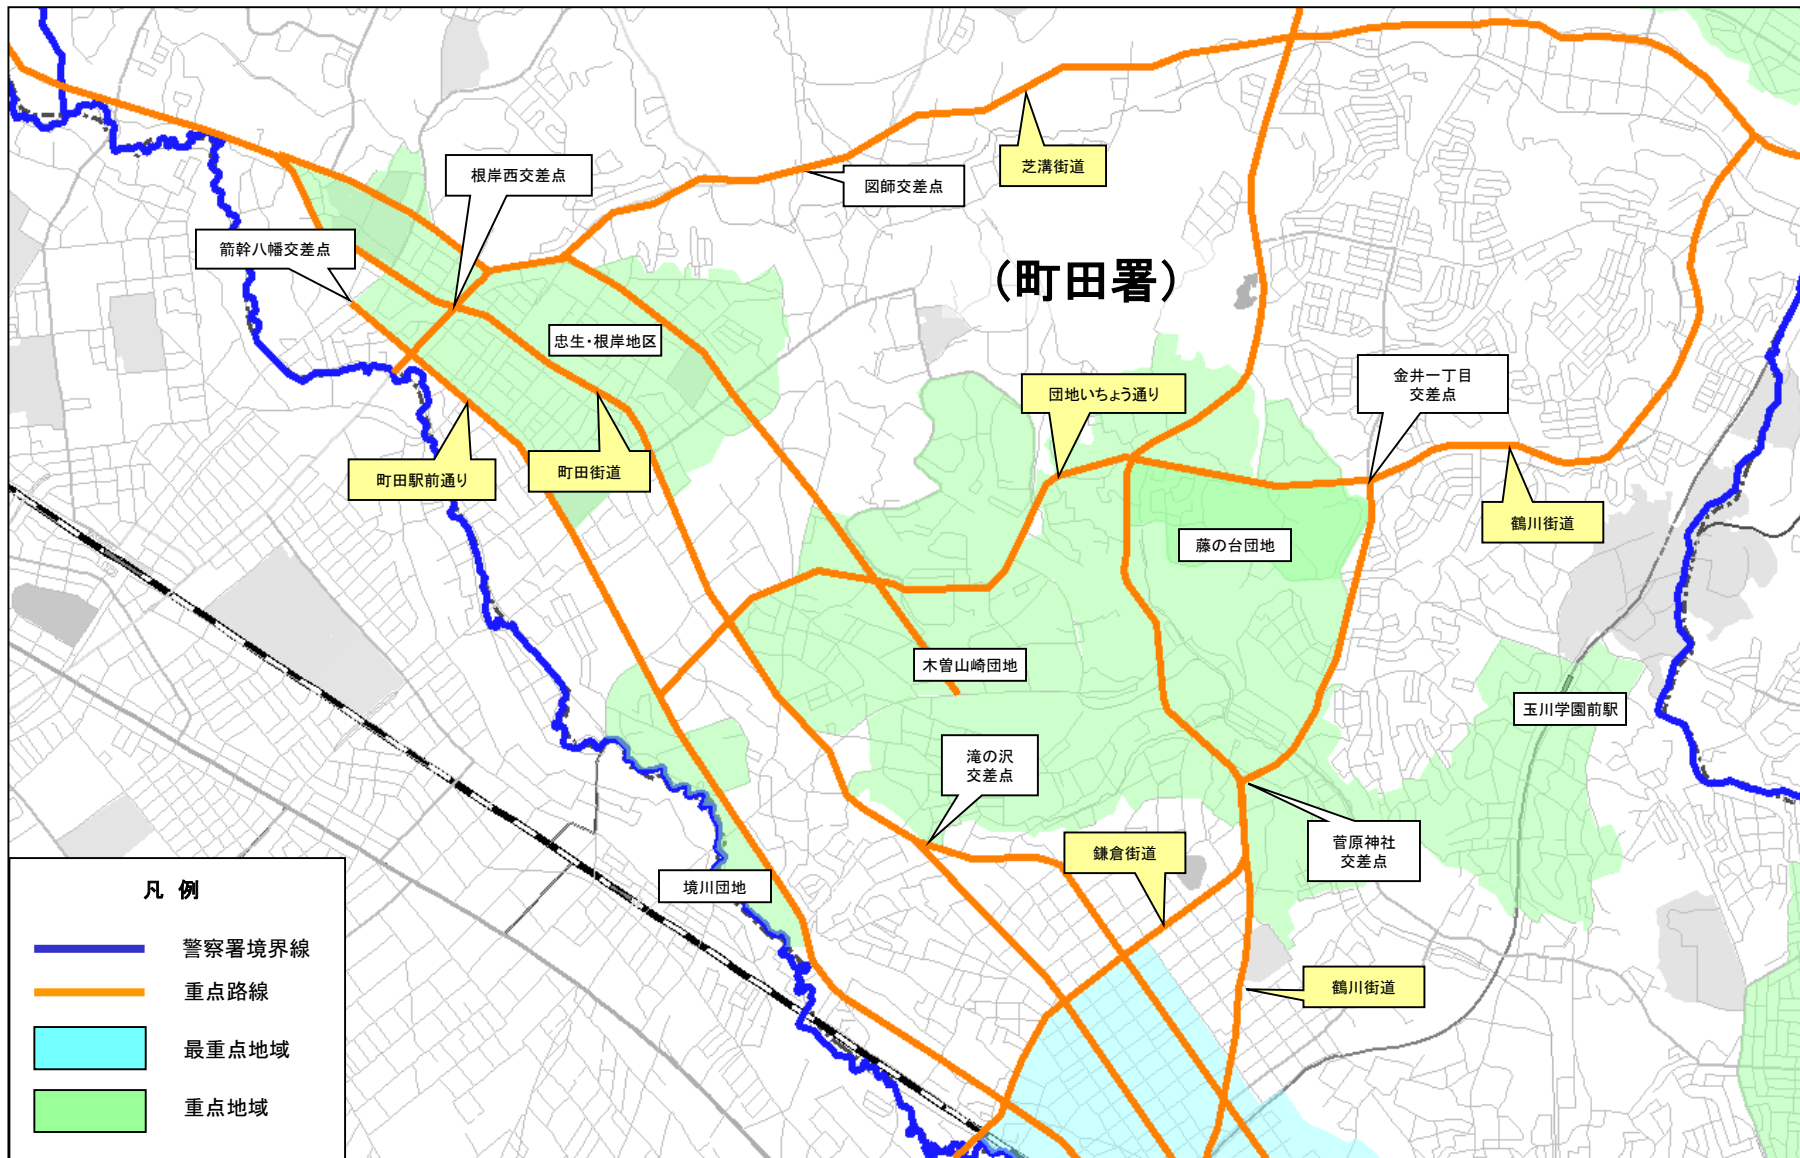 芝溝街道
根岸西交差点
図師交差点
箭幹八幡交差点
(町田署)
忠生・根岸地区
団地いちょう通り
金井一丁目
交差点
町田駅前通り
町田街道
鶴川街道
藤の台団地
木曽山崎団地
玉川学園前駅
滝の沢
交差点
鎌倉街道
菅原神社
交差点
境川団地
鶴川街道
凡 例
警察署境界線
重点路線
最重点地域
重点地域